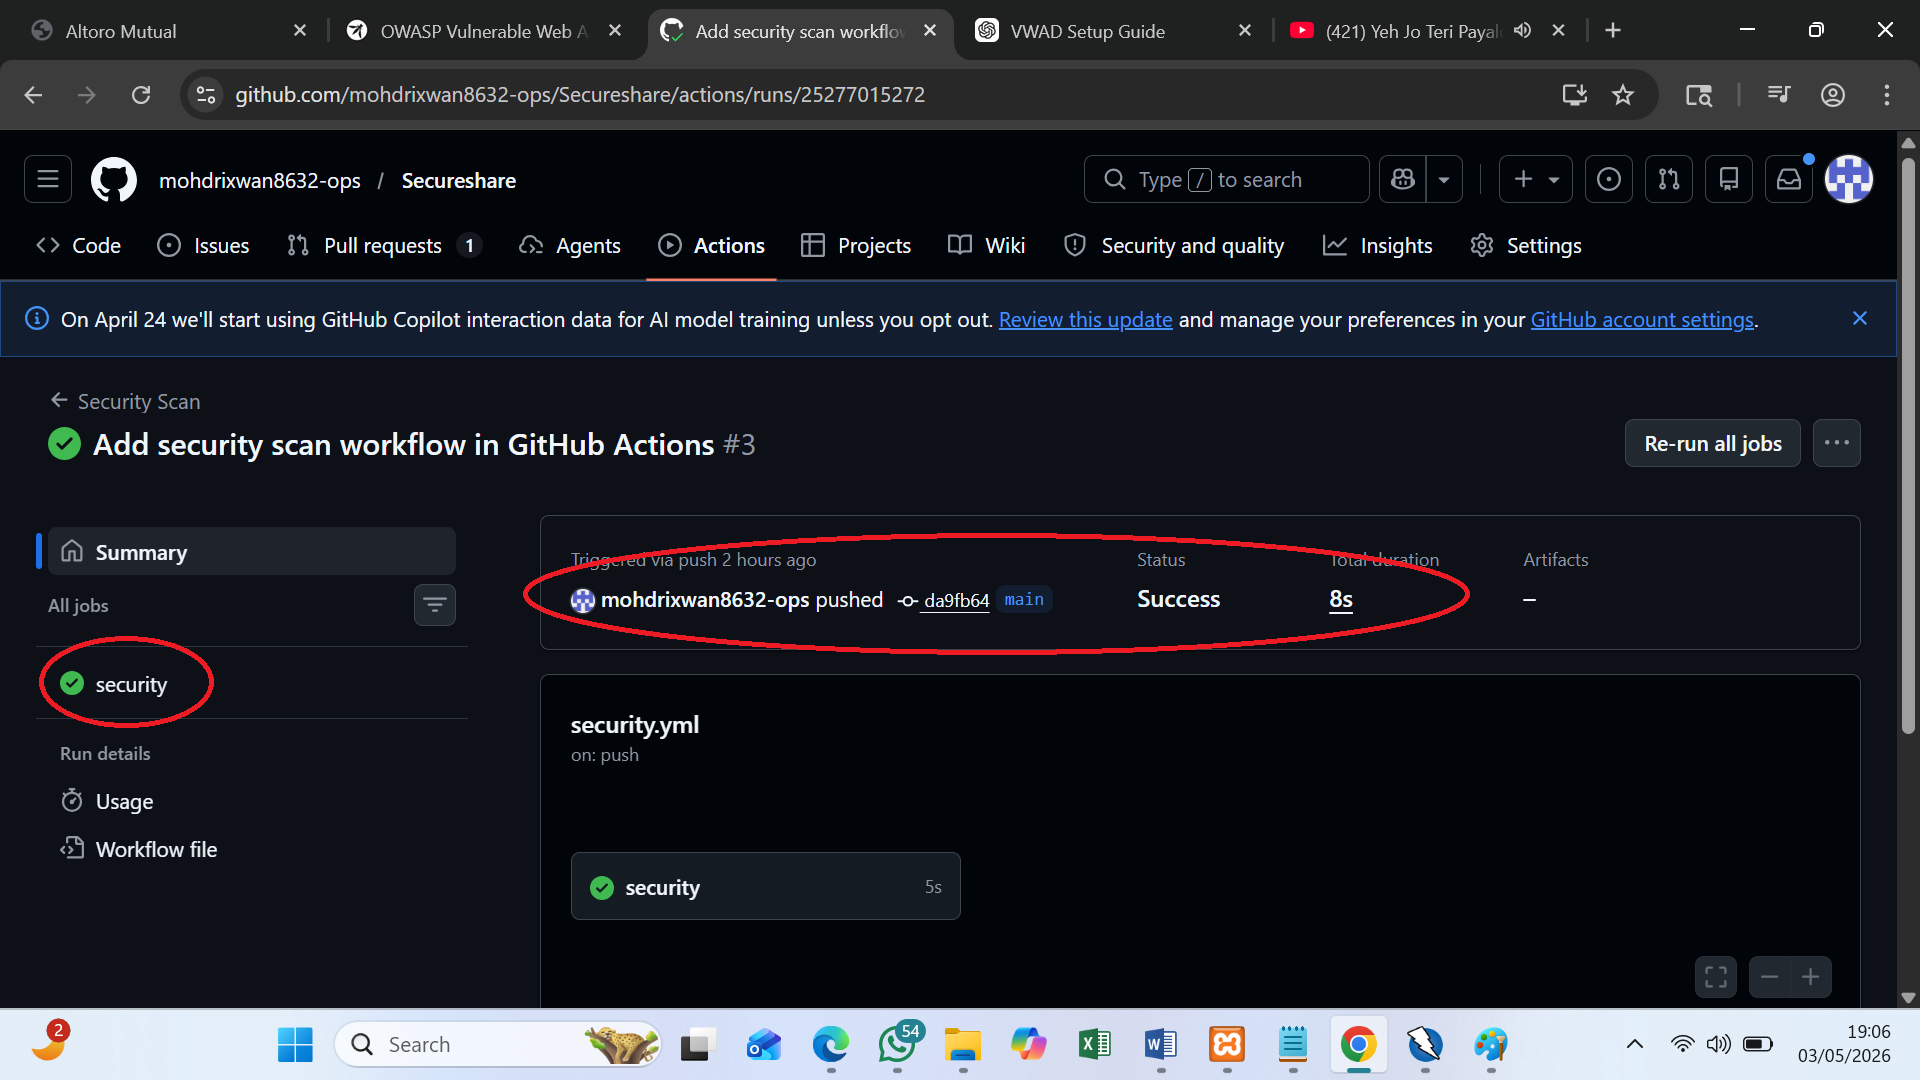 Altoro Mutual
OWASP Vulnerable Web A
Add security scan workflow
VWAD Setup Guide
(421) Yeh Jo Teri Payal
github.com/mohdrixwan8632-ops/Secureshare/actions/runs/25277015272
mohdrixwan8632-ops / Secureshare
Type / to search
Code
Issues
Pull requests 1
Agents
Actions
Projects
Wiki
Security and quality
Insights
Settings
On April 24 we'll start using GitHub Copilot interaction data for AI model training unless you opt out. Review this update and manage your preferences in your GitHub account settings.
Security Scan
Add security scan workflow in GitHub Actions #3
Re-run all jobs
Summary
All jobs
security
Run details
Usage
Workflow file
Triggered via push 2 hours ago
mohdrixwan8632-ops pushed da9fb64 main
Status
Success
Total duration
8s
Artifacts
–
security.yml
on: push
security 5s
2
Search
54
19:06
03/05/2026